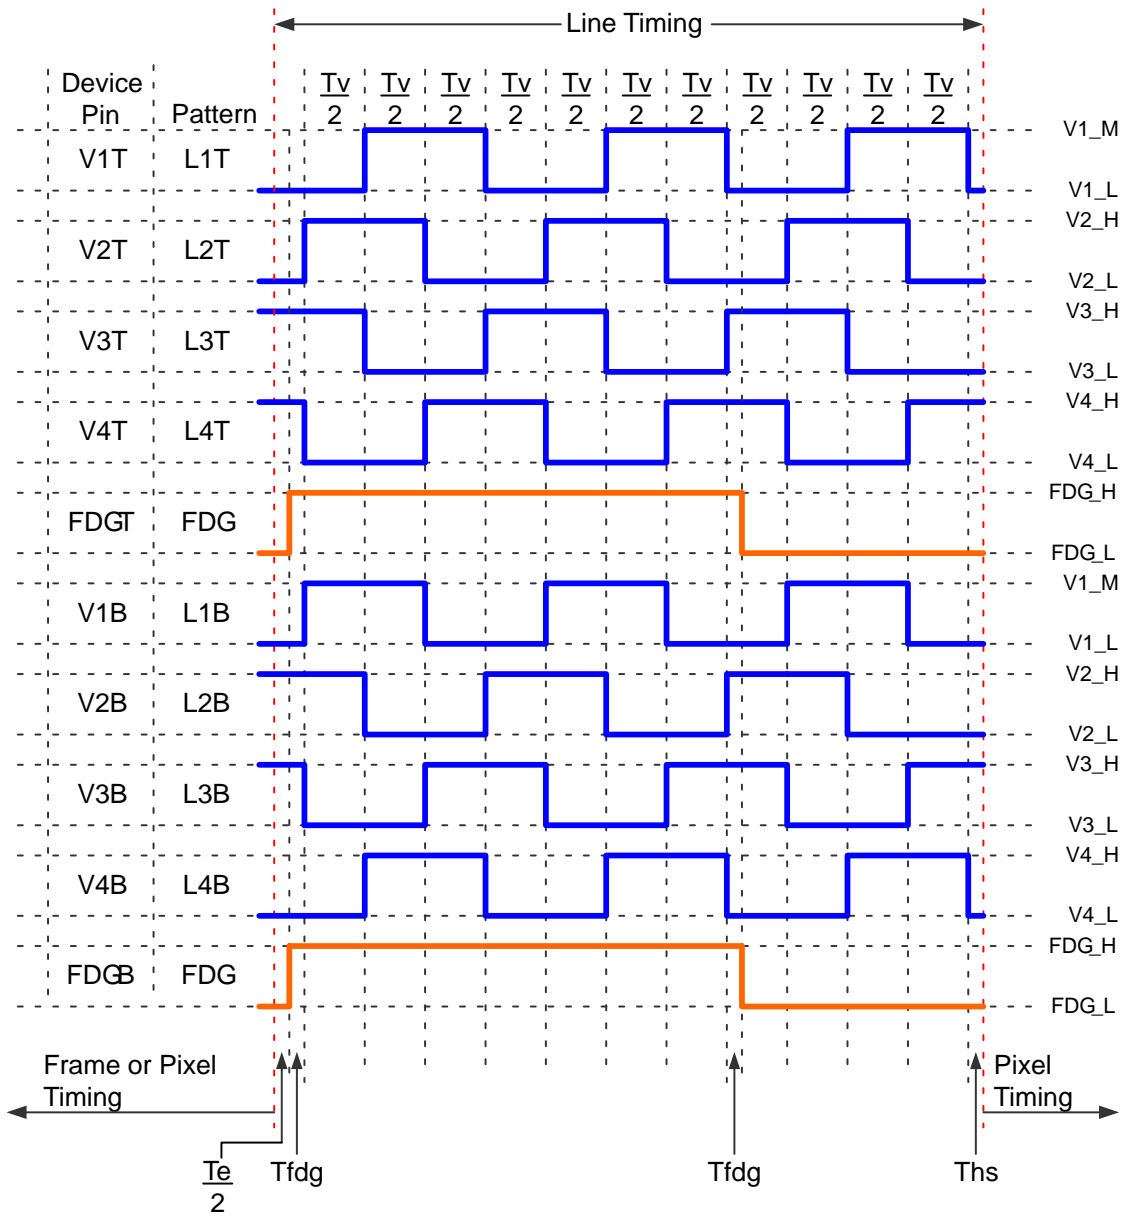 Line Timing
Device
Pin
Pattern
Tv
2
Tv
2
Tv
2
Tv
2
Tv
2
Tv
2
Tv
2
Tv
2
Tv
2
Tv
2
Tv
2
V1_M
V1T L1T
V1_L
V2_H
V2T L2T
V2_L
V3_H
V3T L3T
V3_L
V4_H
V4T L4T
V4_L
FDG_H
FDGT FDG
FDG_L
V1_M
V1B L1B
V1_L
V2_H
V2B L2B
V2_L
V3_H
V3B L3B
V3_L
V4_H
V4B L4B
V4_L
FDG_H
FDGB FDG
FDG_L
Frame or Pixel
Timing
Pixel
Timing
Te
2
Tfdg
Tfdg
Ths